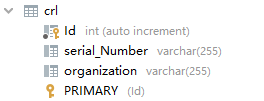 crl
Id int (auto increment)
serial_Number varchar(255)
organization varchar(255)
PRIMARY (Id)